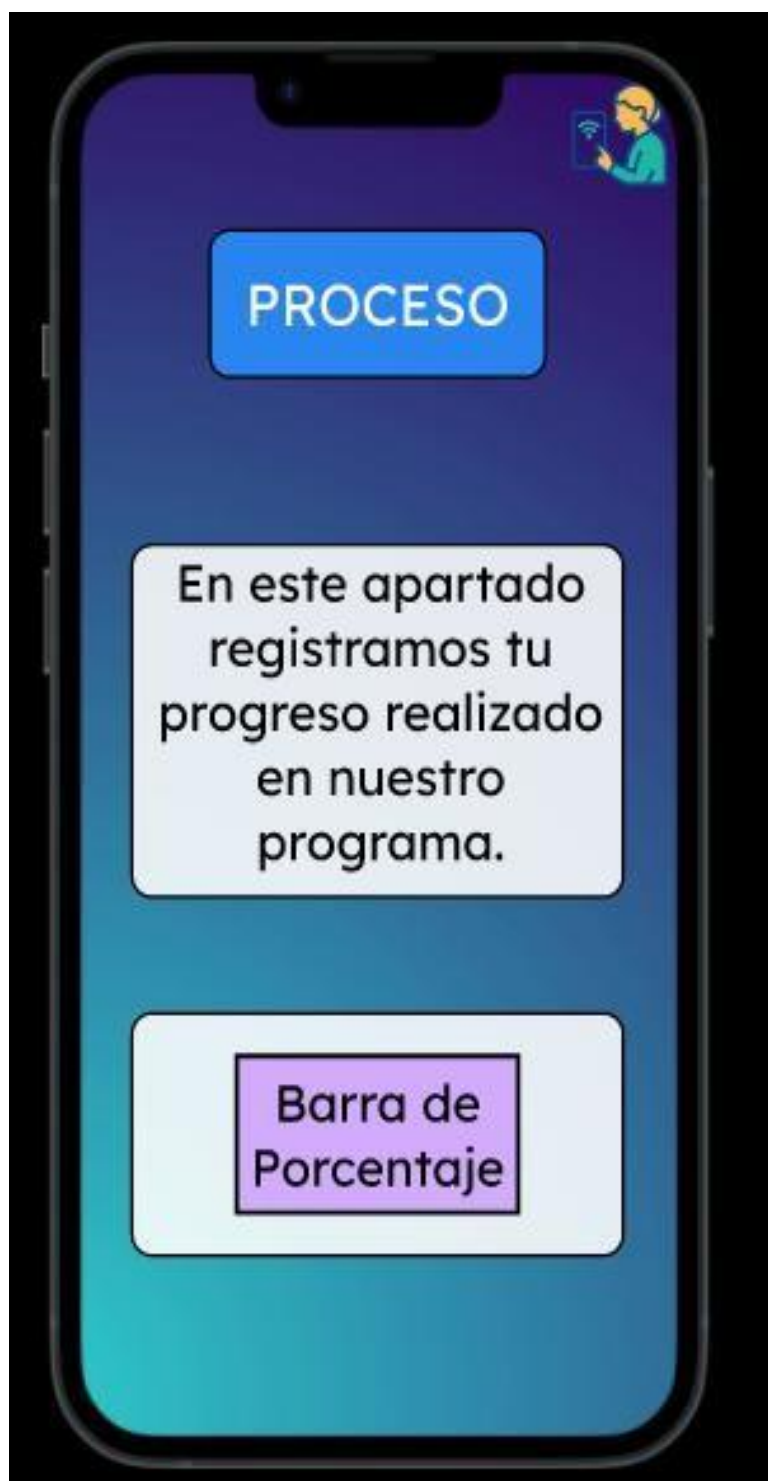 PROCESO
En este apartado
registramos tu
progreso realizado
en nuestro
programa.
Barra de
Porcentaje